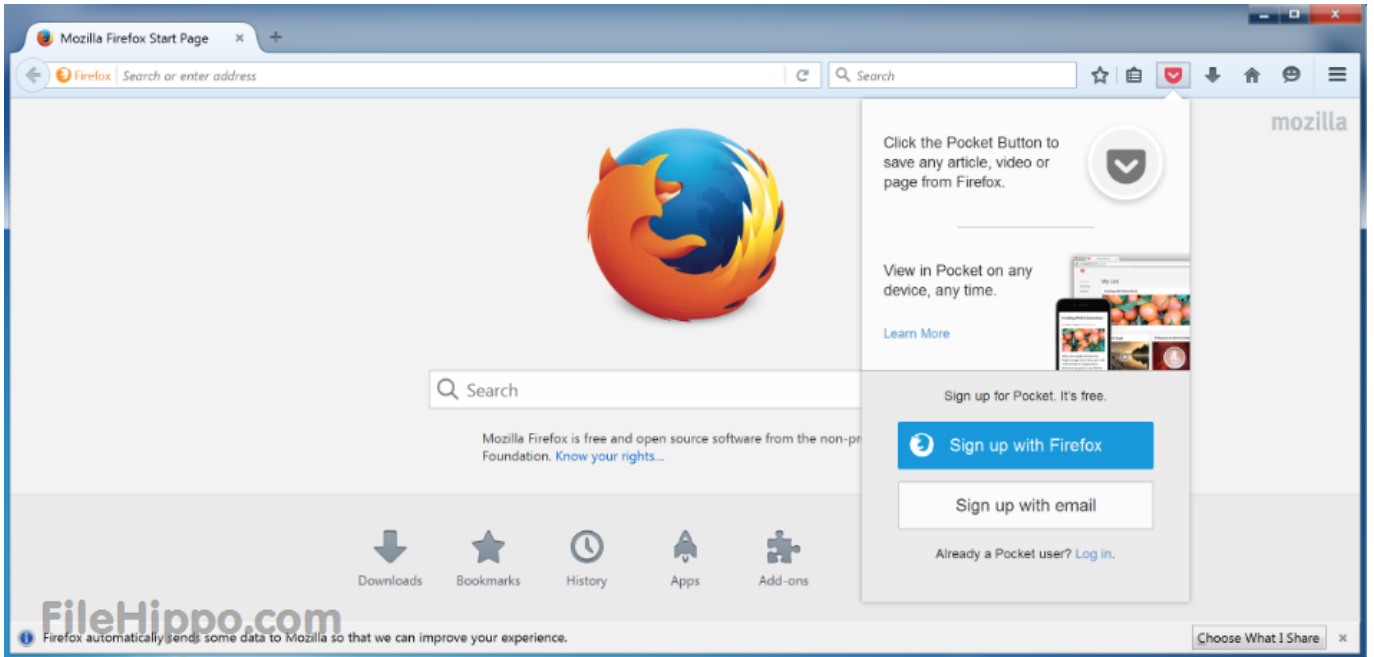 Mozilla Firefox Start Page
Firefox
Search or enter address
Search
mozilla
Click the Pocket Button to
save any article, video or
page from Firefox.
View in Pocket on any
device, any time.
Learn More
My List
Sign up for Pocket. It's free.
Sign up with Firefox
Sign up with email
Already a Pocket user? Log in.
Search
Mozilla Firefox is free and open source software from the non-pr
Foundation. Know your rights...
Downloads
Bookmarks
History
Apps
Add-ons
FileHippo.com
Firefox automatically sends some data to Mozilla so that we can improve your experience.
Choose What I Share